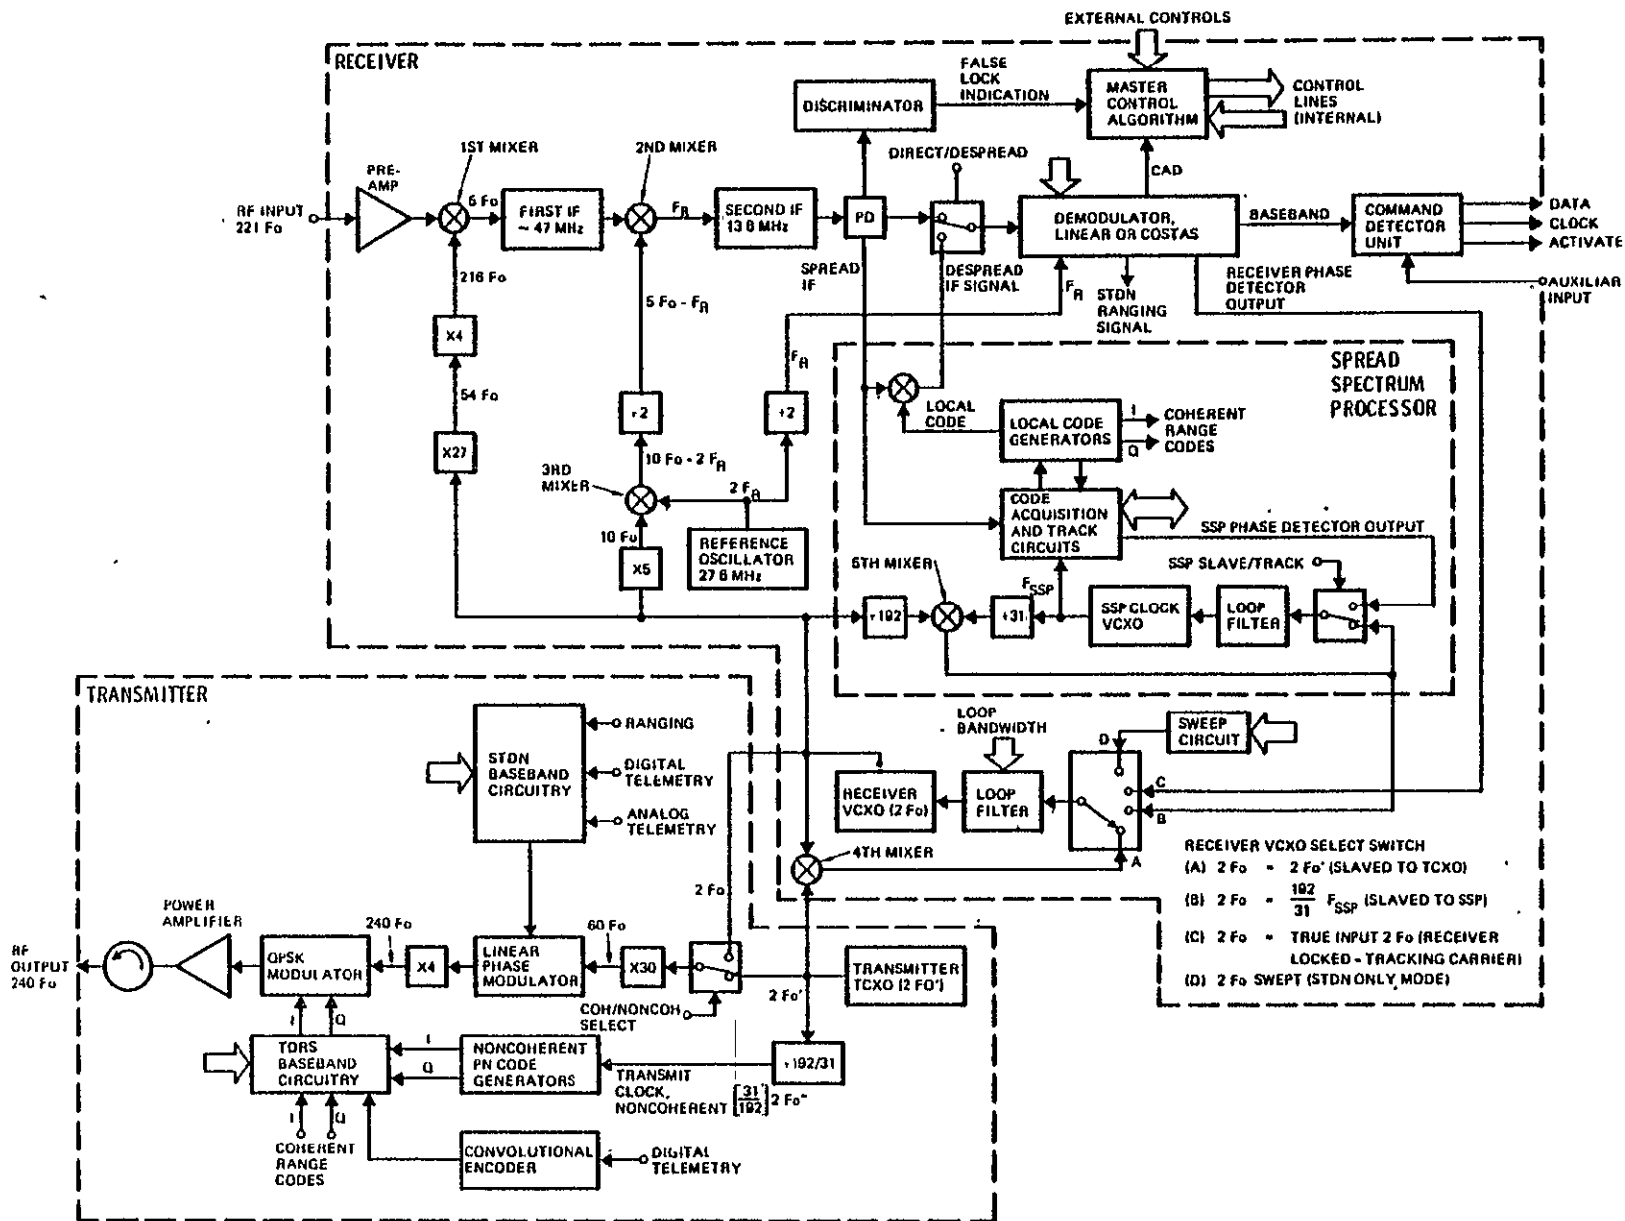 EXTERNAL CONTROLS
RECEIVER
FALSE
LOCK
INDICATION
DISCRIMINATOR
MASTER
CONTROL
ALGORITHM
CONTROL
LINES
(INTERNAL)
1ST MIXER
2ND MIXER
DIRECT/DESPREAD
CAD
PRE-
AMP
RF INPUT
221 Fo
5 Fo
FIRST IF
~ 47 MHz
FR
SECOND IF
13 8 MHz
PD
DEMODULATOR,
LINEAR OR COSTAS
BASEBAND
COMMAND
DETECTOR
UNIT
DATA
CLOCK
ACTIVATE
AUXILIAR
INPUT
SPREAD
IF
DESPREAD
IF SIGNAL
FR
STDN
RANGING
SIGNAL
RECEIVER PHASE
DETECTOR
OUTPUT
216 Fo
X4
54 Fo
X27
5 Fo - FR
÷2
FR
÷2
10 Fo - 2 FR
3RD
MIXER
2 FR
10 Fo
X5
REFERENCE
OSCILLATOR
27 6 MHz
SPREAD
SPECTRUM
PROCESSOR
LOCAL
CODE
LOCAL CODE
GENERATORS
I
Q
COHERENT
RANGE
CODES
CODE
ACQUISITION
AND TRACK
CIRCUITS
SSP PHASE DETECTOR OUTPUT
5TH MIXER
FSSP
SSP SLAVE/TRACK
÷192
÷31
SSP CLOCK
VCXO
LOOP
FILTER
TRANSMITTER
STDN
BASEBAND
CIRCUITRY
RANGING
DIGITAL
TELEMETRY
ANALOG
TELEMETRY
LOOP
BANDWIDTH
SWEEP
CIRCUIT
D
C
B
A
RECEIVER
VCXO (2 Fo)
LOOP
FILTER
4TH MIXER
RECEIVER VCXO SELECT SWITCH
(A) 2 Fo = 2 Fo' (SLAVED TO TCXO)
(B) 2 Fo = 192/31 FSSP (SLAVED TO SSP)
(C) 2 Fo = TRUE INPUT 2 Fo (RECEIVER
LOCKED - TRACKING CARRIER)
(D) 2 Fo SWEPT (STDN ONLY MODE)
2 Fo
POWER
AMPLIFIER
RF
OUTPUT
240 Fo
QPSK
MODULATOR
240 Fo
X4
LINEAR
PHASE
MODULATOR
60 Fo
X30
COH/NONCOH
SELECT
2 Fo'
TRANSMITTER
TCXO (2 FO')
I
Q
TDRS
BASEBAND
CIRCUITRY
I
Q
NONCOHERENT
PN CODE
GENERATORS
TRANSMIT
CLOCK,
NONCOHERENT [31/192] 2 Fo"
÷192/31
I
Q
COHERENT
RANGE
CODES
CONVOLUTIONAL
ENCODER
DIGITAL
TELEMETRY